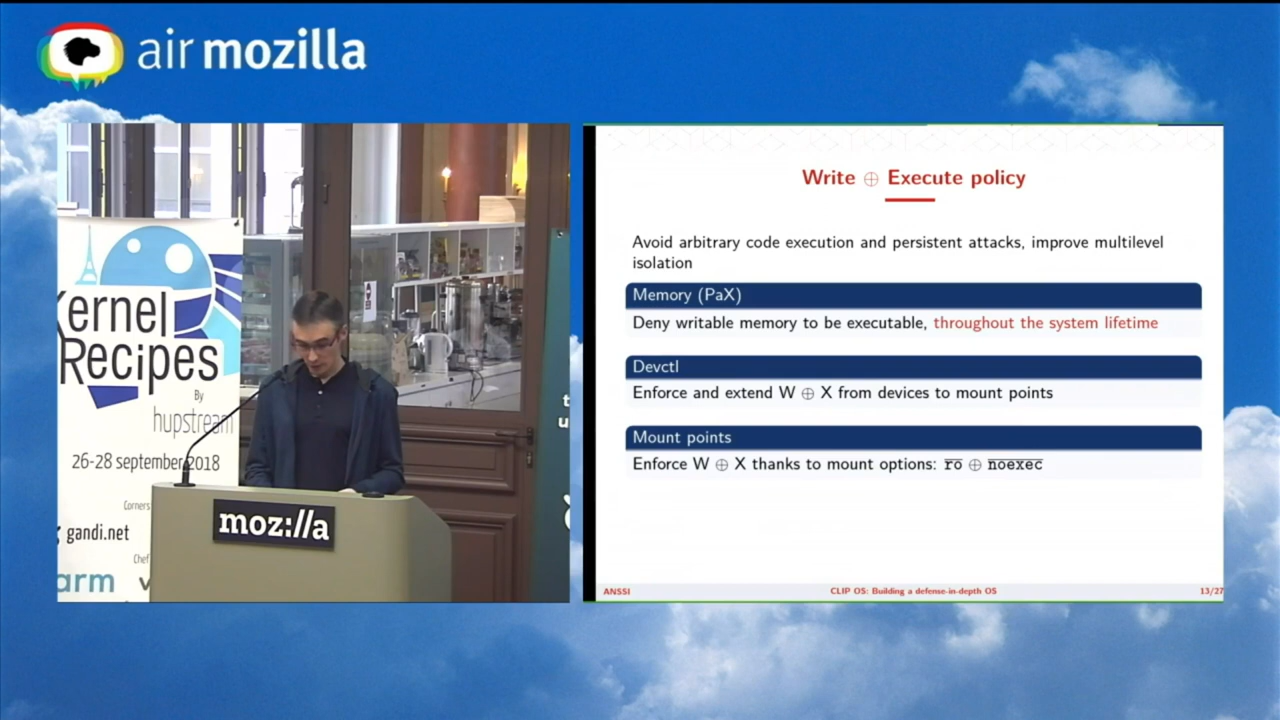 air mozilla
Kernel
Recipes
By
hupstream
26-28 september 2018
Corners
gandi.net
Chef
arm
moz://a
Write ⊕ Execute policy
Avoid arbitrary code execution and persistent attacks, improve multilevel
isolation
Memory (PaX)
Deny writable memory to be executable, throughout the system lifetime
Devctl
Enforce and extend W ⊕ X from devices to mount points
Mount points
Enforce W ⊕ X thanks to mount options: r̅o̅ ⊕ n̅o̅e̅x̅e̅c̅
ANSSI CLIP OS: Building a defense-in-depth OS 13/27